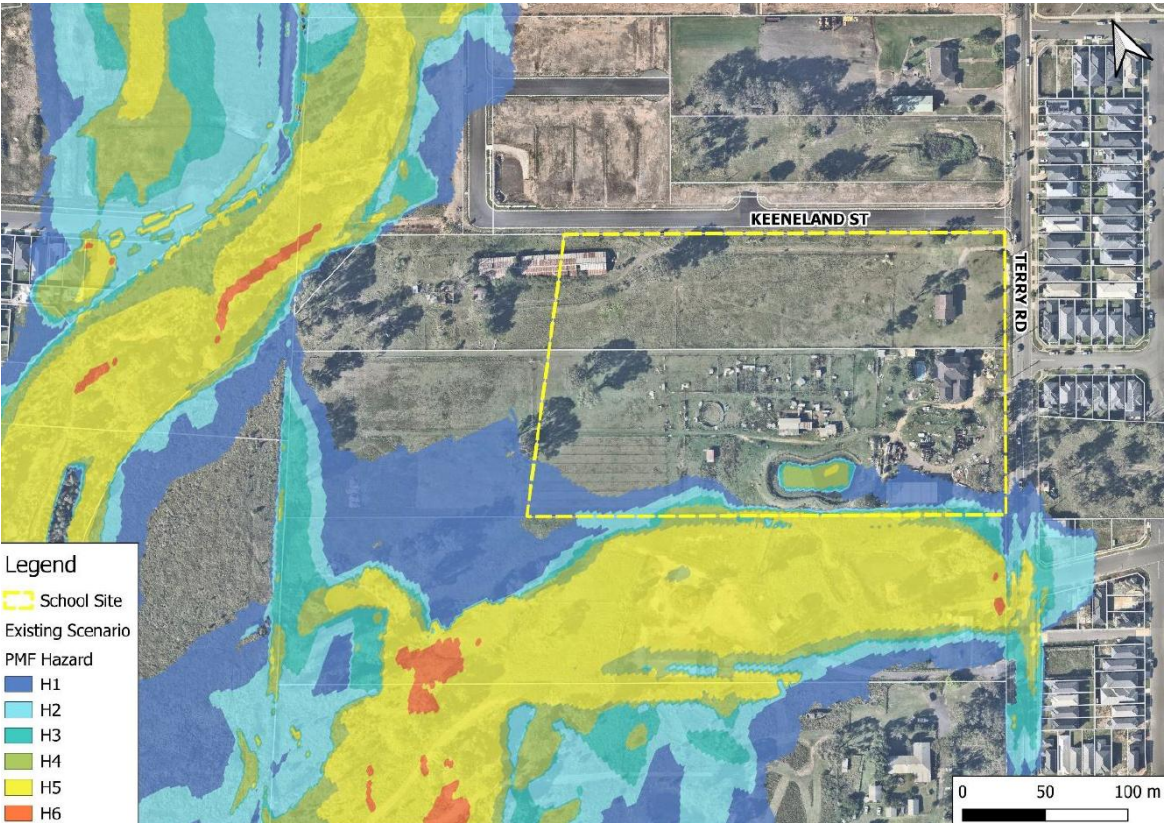 KEENELAND ST
TERRY RD
Legend
School Site
Existing Scenario
PMF Hazard
H1
H2
H3
H4
H5
H6
0 50 100 m